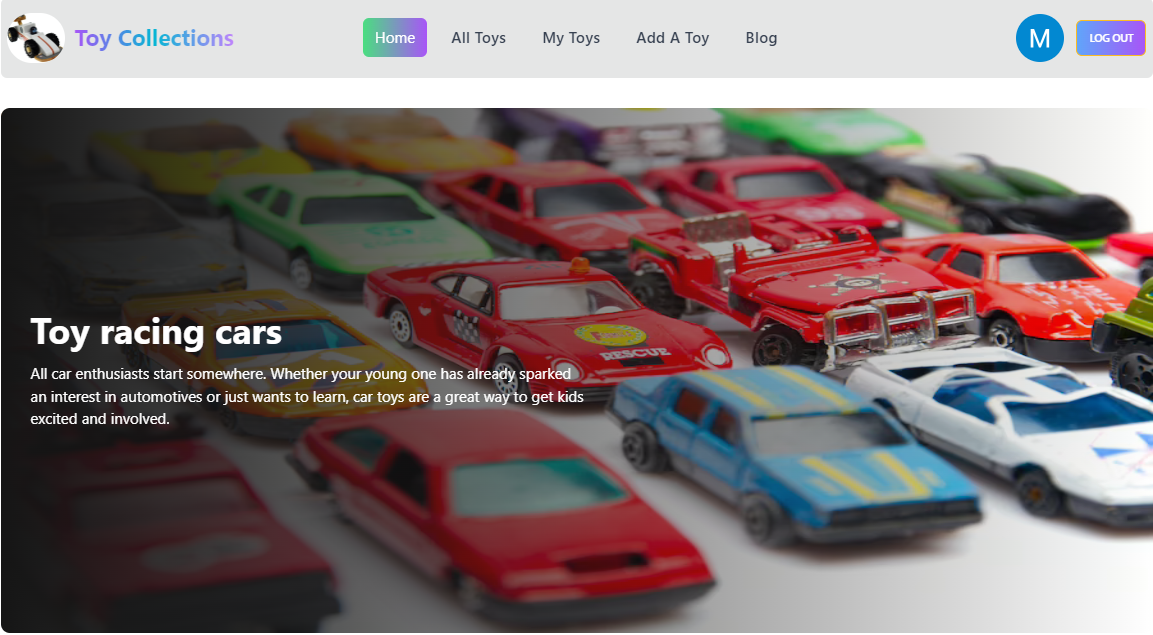 Toy Collections
Home
All Toys
My Toys
Add A Toy
Blog
M
LOG OUT
RESCUE
Toy racing cars
All car enthusiasts start somewhere. Whether your young one has already sparked
an interest in automotives or just wants to learn, car toys are a great way to get kids
excited and involved.